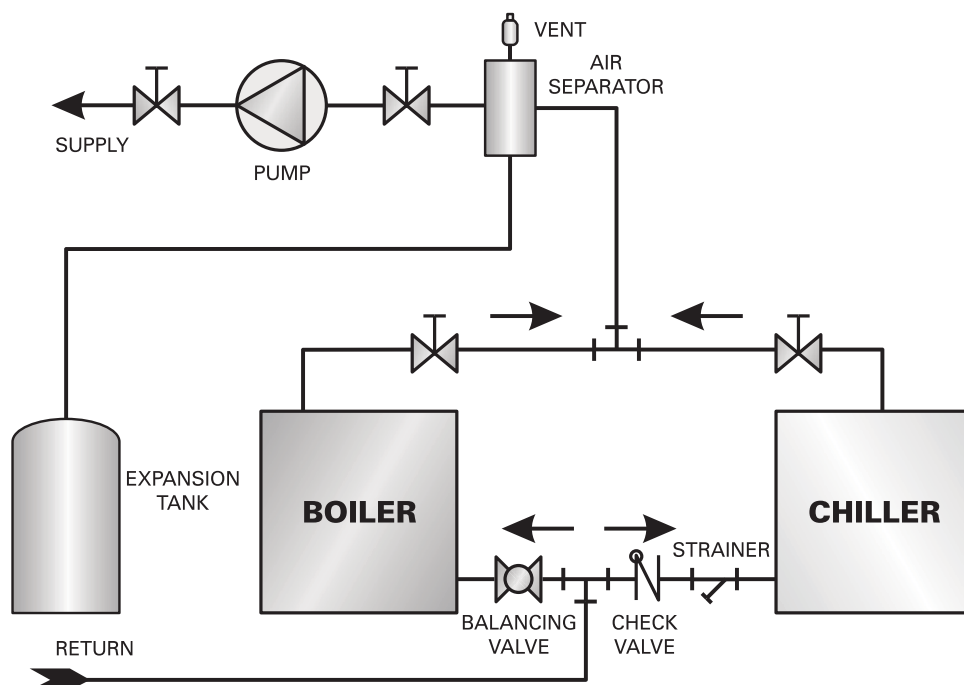 VENT
AIR
SEPARATOR
SUPPLY
PUMP
EXPANSION
TANK
BOILER
CHILLER
STRAINER
BALANCING
VALVE
CHECK
VALVE
RETURN